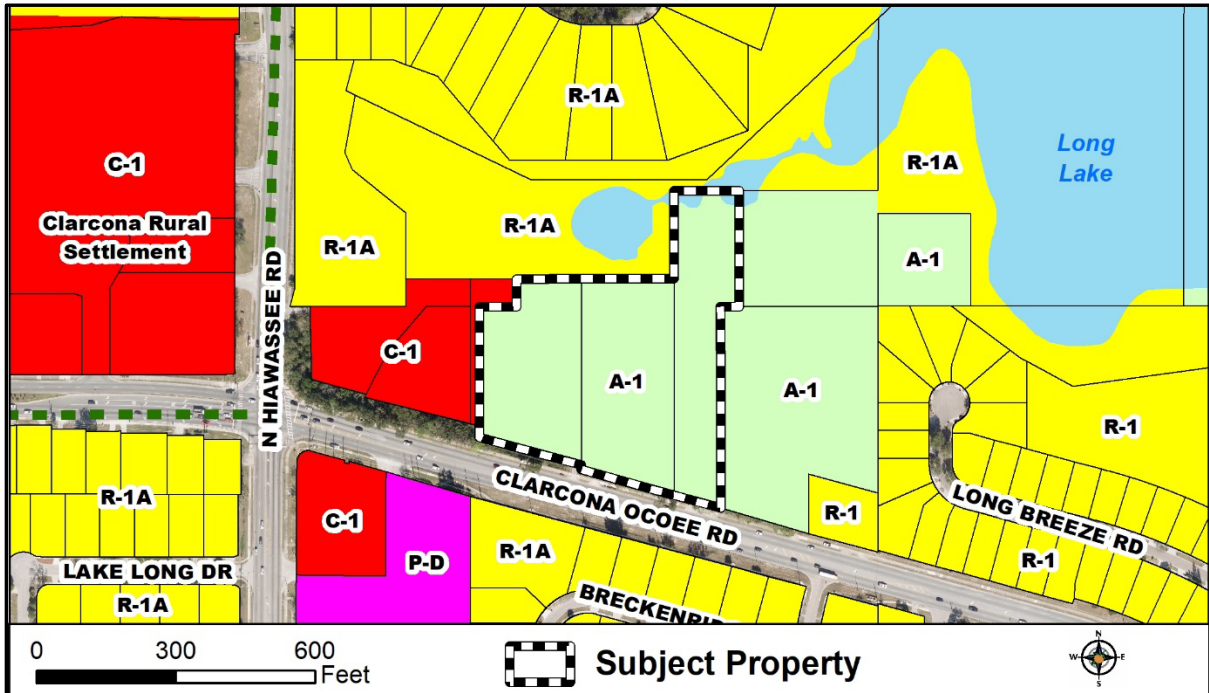 R-1A
Long
Lake
C-1
R-1A
Clarcona Rural
Settlement
R-1A
R-1A
A-1
N HIAWASSEE RD
C-1
A-1
A-1
R-1
CLARCONA OCOEE RD
R-1A
C-1
R-1
LONG BREEZE RD
P-D
R-1A
R-1
LAKE LONG DR
R-1A
BRECKENRID
0 300 600
Feet
Subject Property
N
W E
S